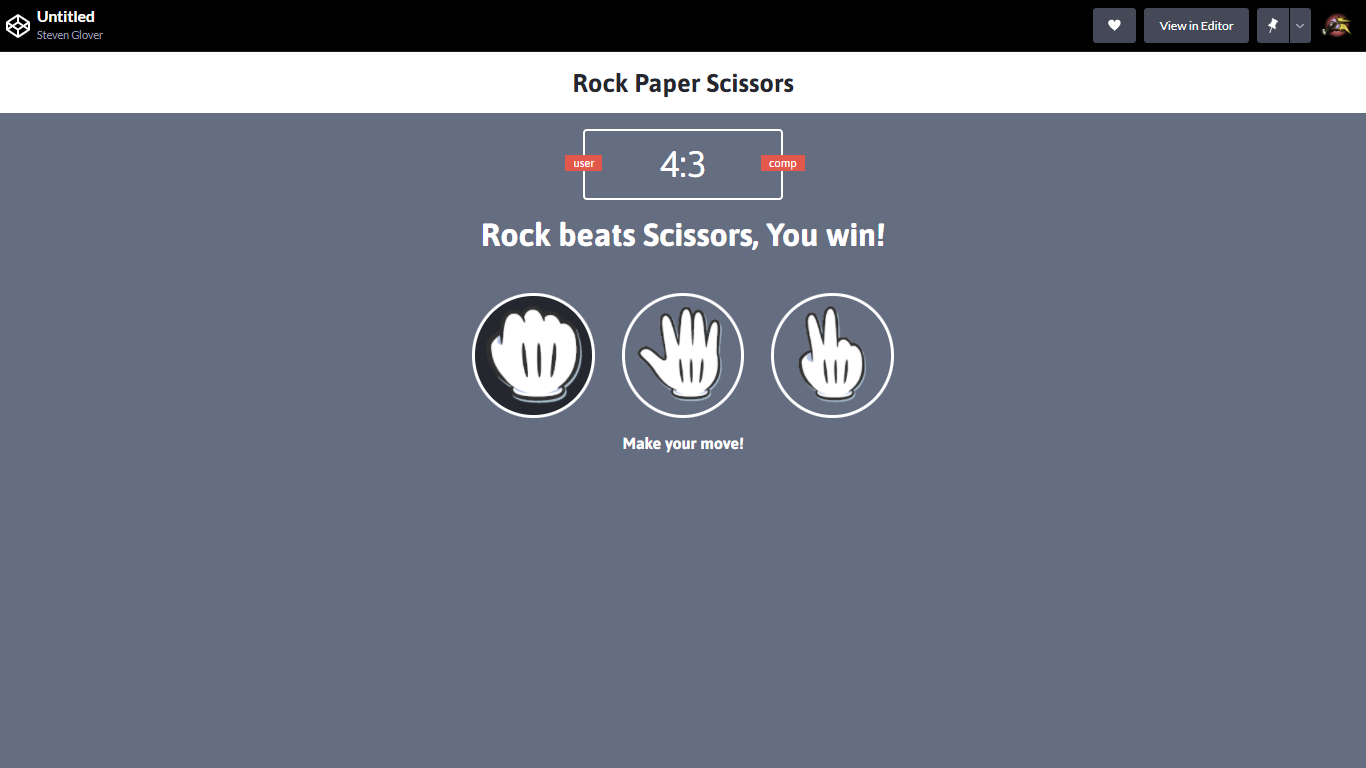 Untitled
Steven Glover
View in Editor
Rock Paper Scissors
user
4:3
comp
Rock beats Scissors, You win!
Make your move!